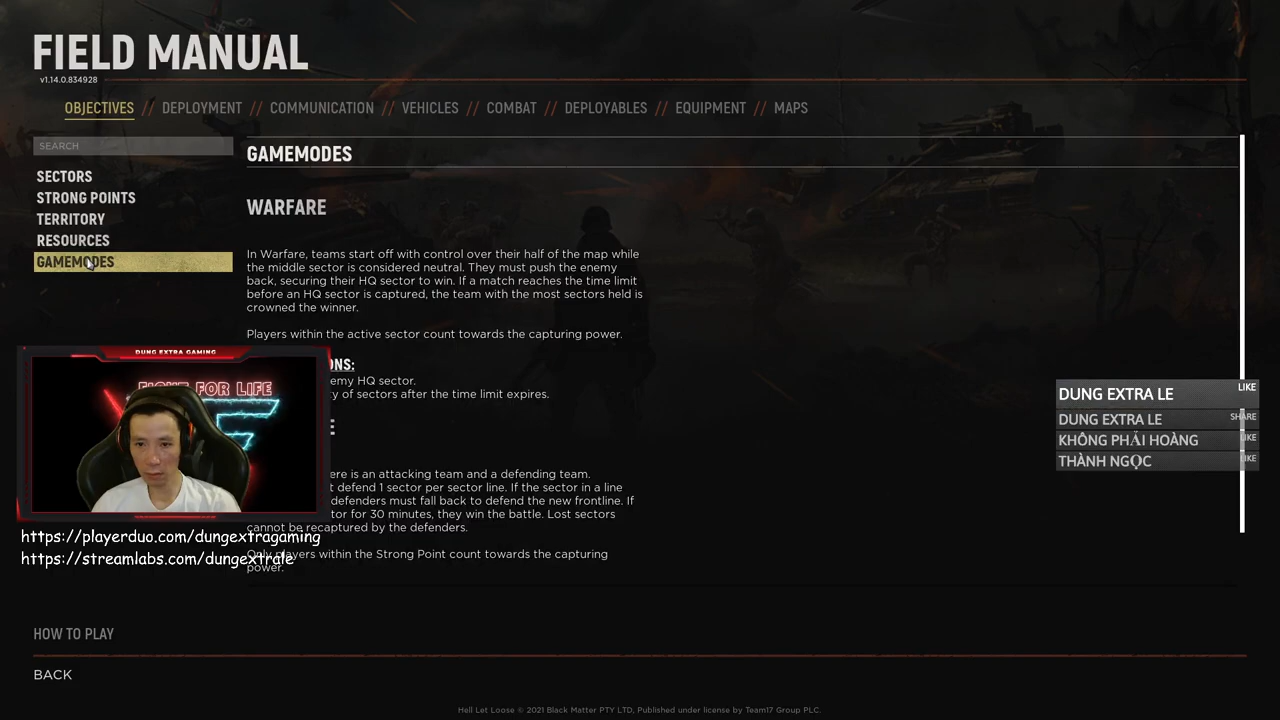 FIELD MANUAL
v1.14.0.834928
OBJECTIVES // DEPLOYMENT // COMMUNICATION // VEHICLES // COMBAT // DEPLOYABLES // EQUIPMENT // MAPS
SEARCH
SECTORS
STRONG POINTS
TERRITORY
RESOURCES
GAMEMODES
GAMEMODES
WARFARE
In Warfare, teams start off with control over their half of the map while
the middle sector is considered neutral. They must push the enemy
back, securing their HQ sector to win. If a match reaches the time limit
before an HQ sector is captured, the team with the most sectors held is
crowned the winner.
Players within the active sector count towards the capturing power.
ONS:
emy HQ sector.
y of sectors after the time limit expires.
E
ere is an attacking team and a defending team.
t defend 1 sector per sector line. If the sector in a line
defenders must fall back to defend the new frontline. If
tor for 30 minutes, they win the battle. Lost sectors
cannot be recaptured by the defenders.
Only players within the Strong Point count towards the capturing
power.
DUNG EXTRA GAMING
FIGHT FOR LIFE
https://playerduo.com/dungextragaming
https://streamlabs.com/dungextrale
DUNG EXTRA LE LIKE
DUNG EXTRA LE SHARE
KHÔNG PHẢI HOÀNG LIKE
THÀNH NGỌC LIKE
HOW TO PLAY
BACK
Hell Let Loose © 2021 Black Matter PTY LTD, Published under license by Team17 Group PLC.